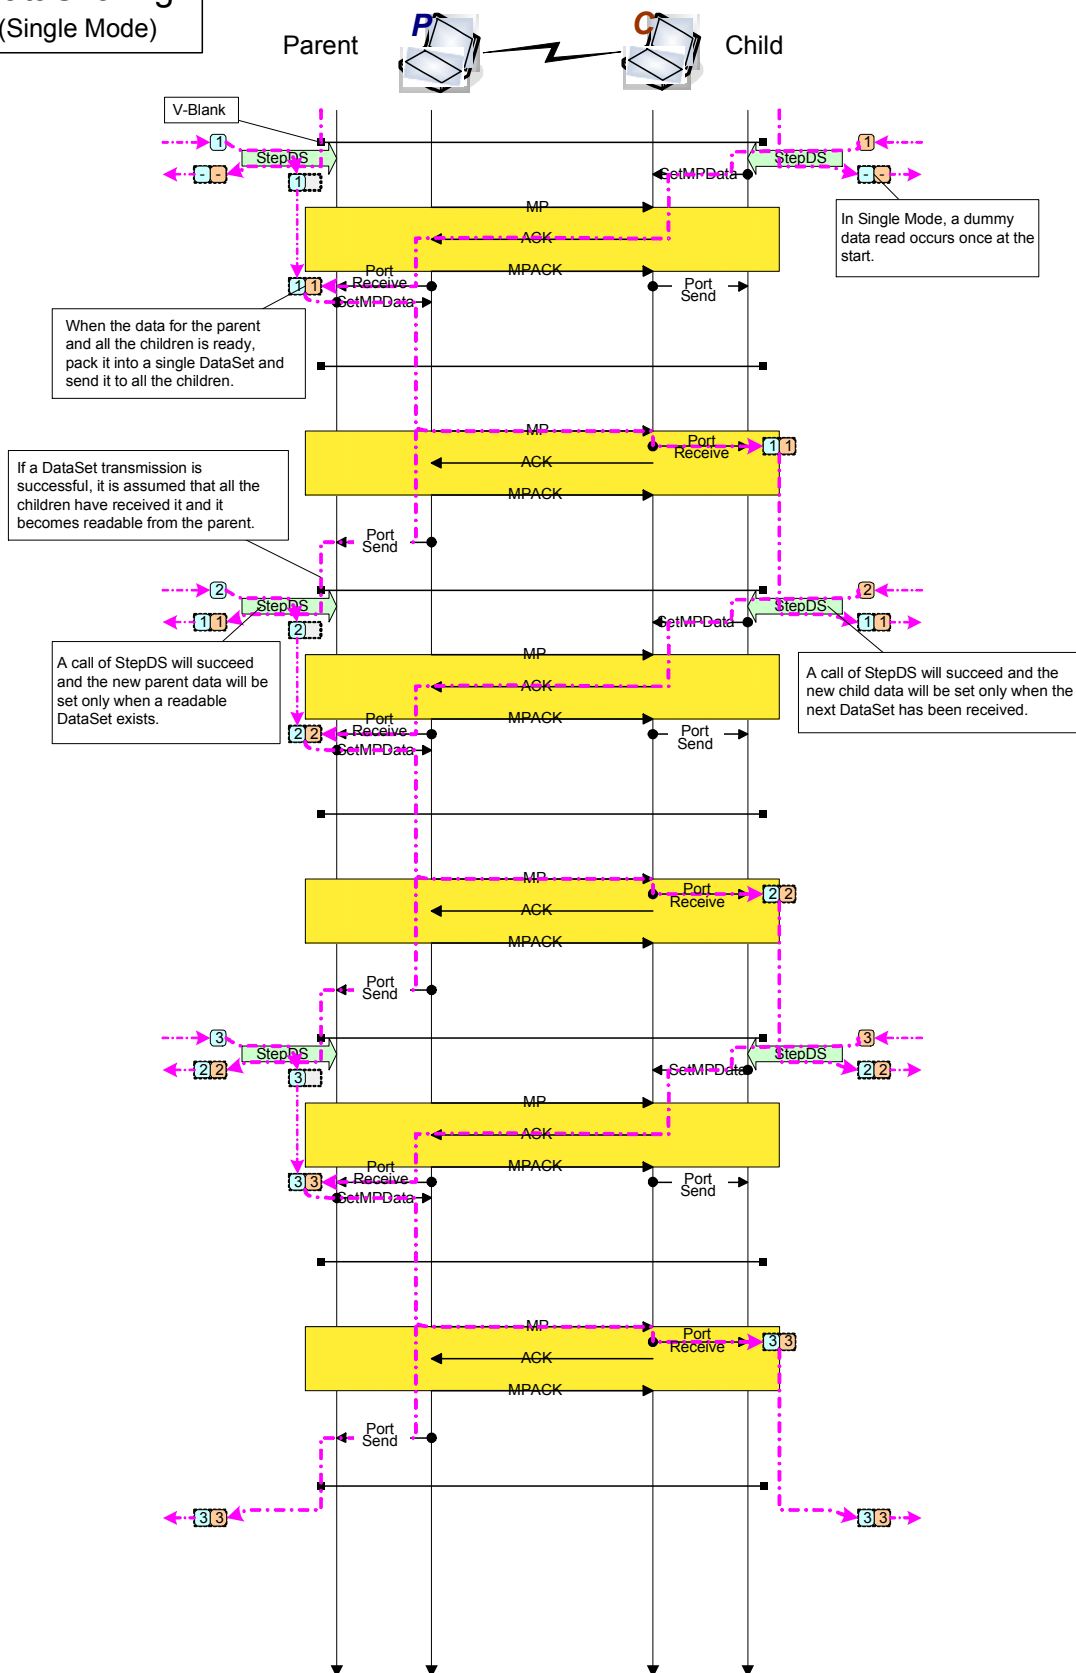 (Single Mode)
Parent
P
C
Child
V-Blank
1
1
StepDS
StepDS
- -
- -
1
SetMPData
MP
In Single Mode, a dummy
data read occurs once at the
start.
ACK
MPACK
Port
Receive
1 1
Port
Send
SetMPData
When the data for the parent
and all the children is ready,
pack it into a single DataSet and
send it to all the children.
MP
Port
Receive
1 1
ACK
If a DataSet transmission is
successful, it is assumed that all the
children have received it and it
becomes readable from the parent.
MPACK
Port
Send
2
2
StepDS
StepDS
1 1
1 1
2
SetMPData
MP
A call of StepDS will succeed
and the new parent data will be
set only when a readable
DataSet exists.
A call of StepDS will succeed and the
new child data will be set only when the
next DataSet has been received.
ACK
MPACK
Port
Receive
2 2
Port
Send
SetMPData
MP
Port
Receive
2 2
ACK
MPACK
Port
Send
3
3
StepDS
StepDS
2 2
2 2
3
SetMPData
MP
ACK
MPACK
Port
Receive
3 3
Port
Send
SetMPData
MP
Port
Receive
3 3
ACK
MPACK
Port
Send
3 3
3 3